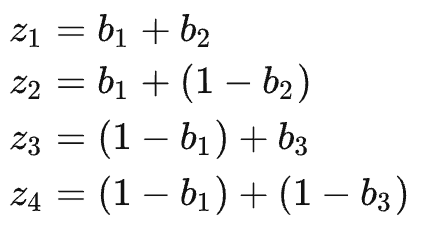 z₁ = b₁ + b₂
z₂ = b₁ + (1 − b₂)
z₃ = (1 − b₁) + b₃
z₄ = (1 − b₁) + (1 − b₃)